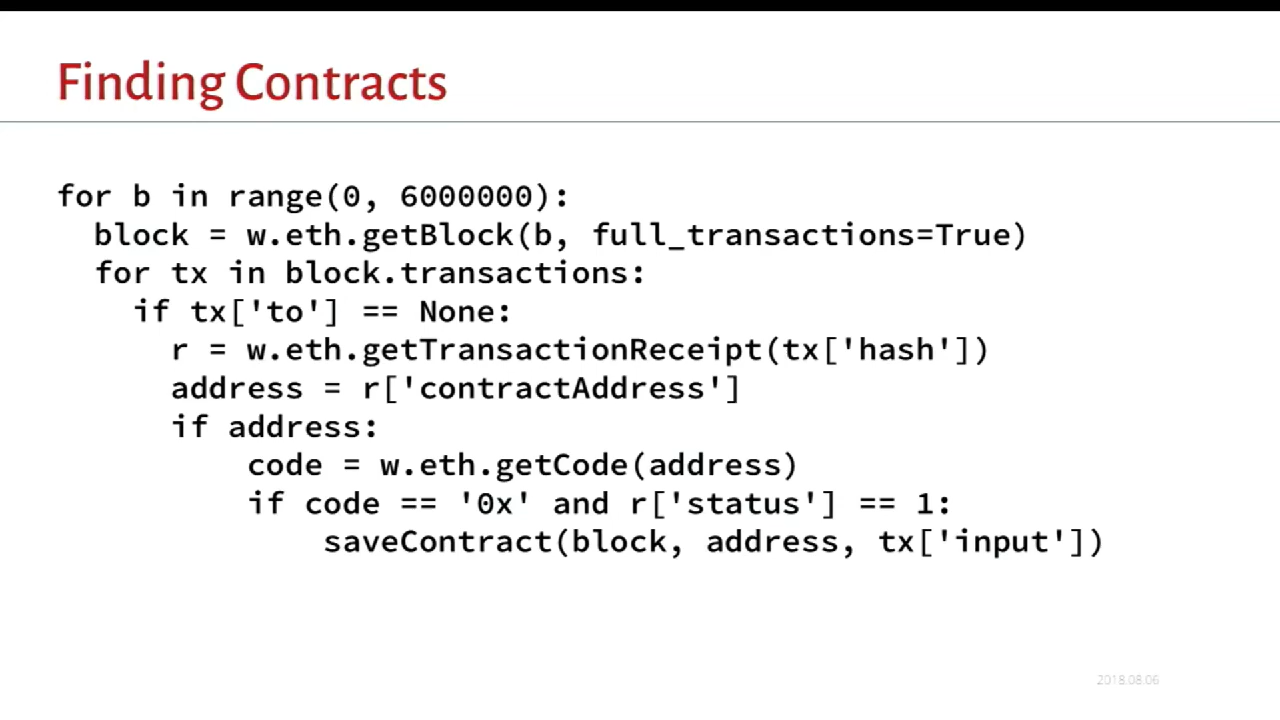 Finding Contracts
for b in range(0, 6000000):
  block = w.eth.getBlock(b, full_transactions=True)
  for tx in block.transactions:
    if tx['to'] == None:
      r = w.eth.getTransactionReceipt(tx['hash'])
      address = r['contractAddress']
      if address:
          code = w.eth.getCode(address)
          if code == '0x' and r['status'] == 1:
              saveContract(block, address, tx['input'])
2018.08.06